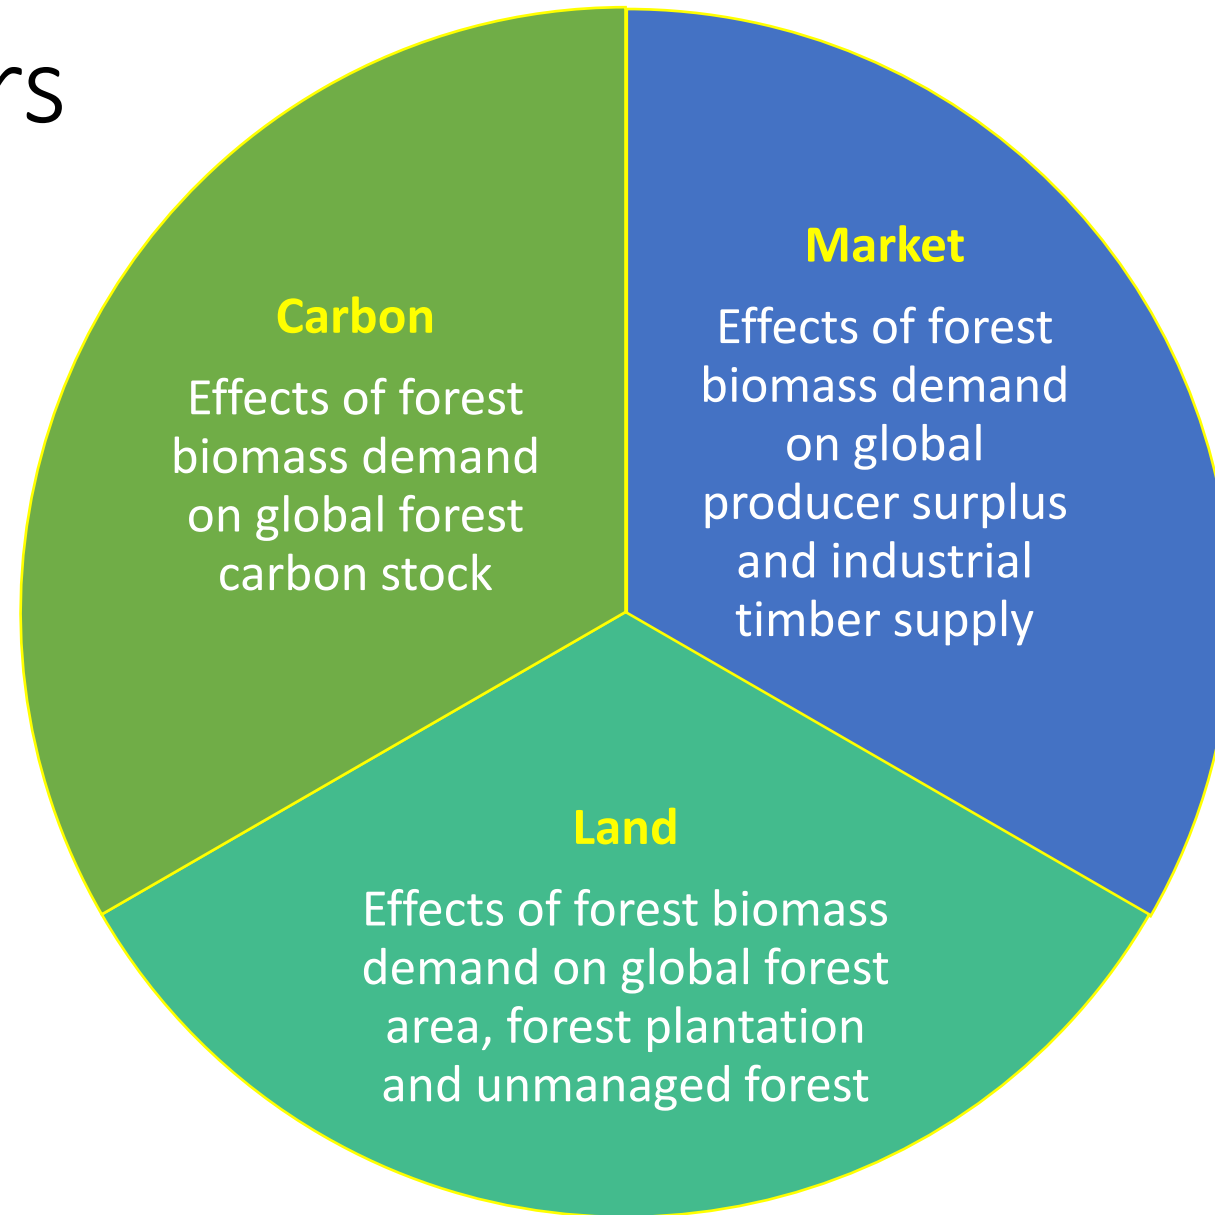 rs
Carbon
Effects of forest
biomass demand
on global forest
carbon stock
Market
Effects of forest
biomass demand
on global
producer surplus
and industrial
timber supply
Land
Effects of forest biomass
demand on global forest
area, forest plantation
and unmanaged forest